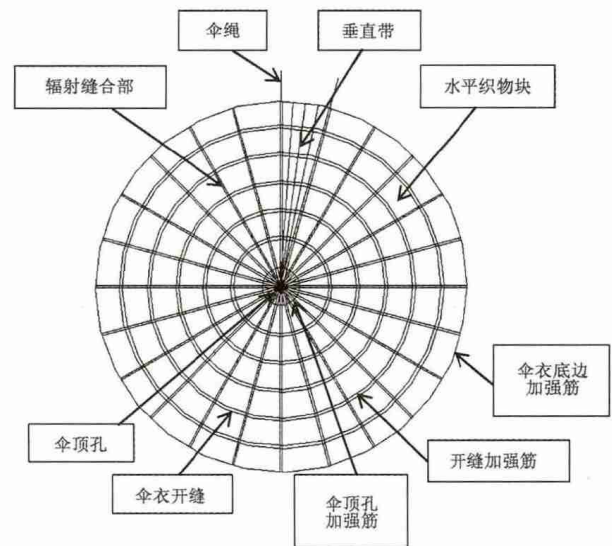 伞绳
垂直带
辐射缝合部
水平织物块
伞衣底边
加强筋
伞顶孔
开缝加强筋
伞衣开缝
伞顶孔
加强筋